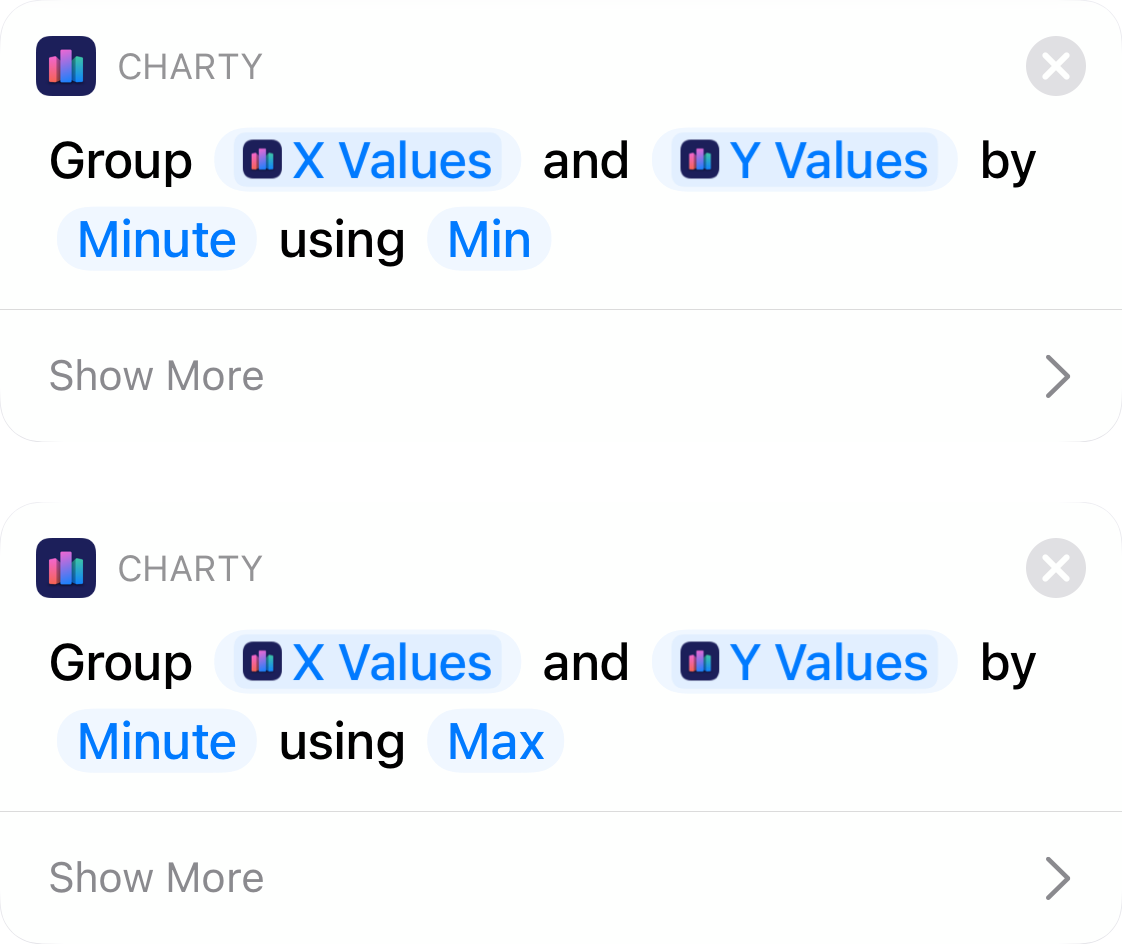 CHARTY
Group X Values and Y Values by
Minute using Min
Show More
CHARTY
Group X Values and Y Values by
Minute using Max
Show More